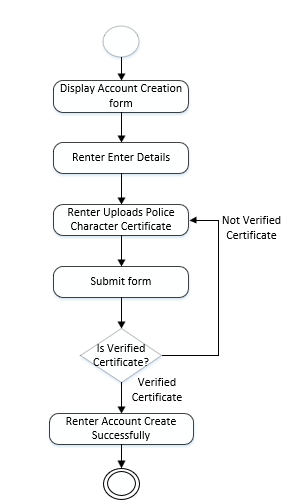 Display Account Creation
form
Renter Enter Details
Renter Uploads Police
Character Certificate
Not Verified
Certificate
Submit form
Is Verified
Certificate?
Verified
Certificate
Renter Account Create
Successfully